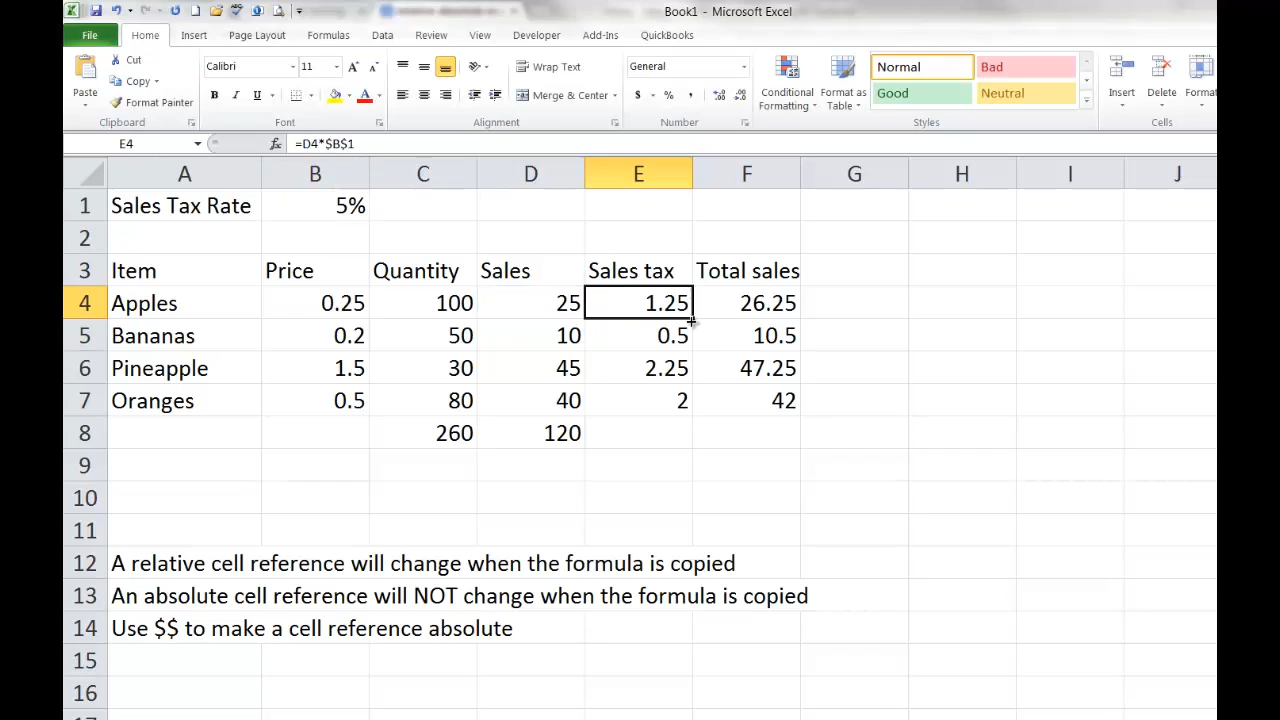 Book1 - Microsoft Excel
File Home Insert Page Layout Formulas Data Review View Developer Add-Ins QuickBooks
Cut
Copy
Format Painter
Paste
Clipboard
Calibri 11 A A
B I U A
Font
Wrap Text
Merge & Center
Alignment
General
$ % ,
Number
Conditional Formatting
Format as Table
Normal Bad
Good Neutral
Styles
Insert Delete Format
Cells
E4 fx =D4*$B$1
A B C D E F G H I J
1 Sales Tax Rate 5%
2
3 Item Price Quantity Sales Sales tax Total sales
4 Apples 0.25 100 25 1.25 26.25
5 Bananas 0.2 50 10 0.5 10.5
6 Pineapple 1.5 30 45 2.25 47.25
7 Oranges 0.5 80 40 2 42
8 260 120
9
10
11
12 A relative cell reference will change when the formula is copied
13 An absolute cell reference will NOT change when the formula is copied
14 Use $$ to make a cell reference absolute
15
16